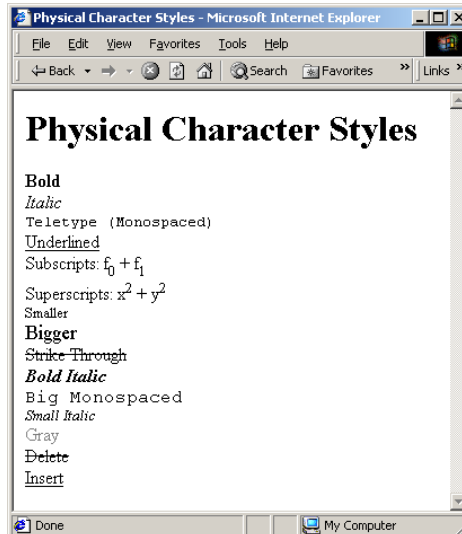 Physical Character Styles - Microsoft Internet Explorer
File Edit View Favorites Tools Help
Back Search Favorites » Links »
Physical Character Styles
Bold
Italic
Teletype (Monospaced)
Underlined
Subscripts: f0 + f1
Superscripts: x2 + y2
Smaller
Bigger
Strike Through
Bold Italic
Big Monospaced
Small Italic
Gray
Delete
Insert
Done My Computer